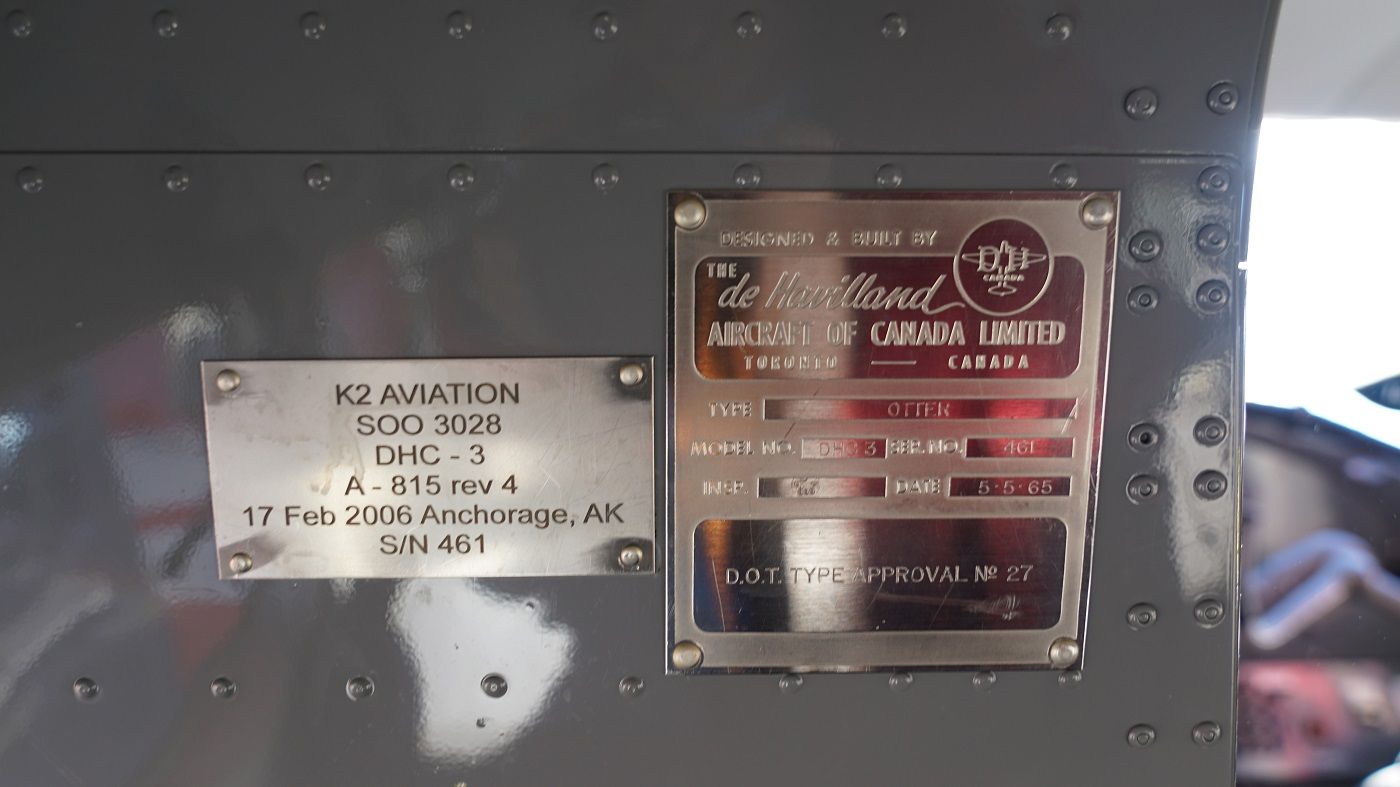 K2 AVIATION
SOO 3028
DHC - 3
A - 815 rev 4
17 Feb 2006 Anchorage, AK
S/N 461
DESIGNED & BUILT BY
DH
CANADA
THE
de Havilland
AIRCRAFT OF CANADA LIMITED
TORONTO — CANADA
TYPE OTTER
MODEL NO. DHC 3 SER. NO. 461
INSP. DATE 5·5·65
D.O.T. TYPE APPROVAL Nº 27